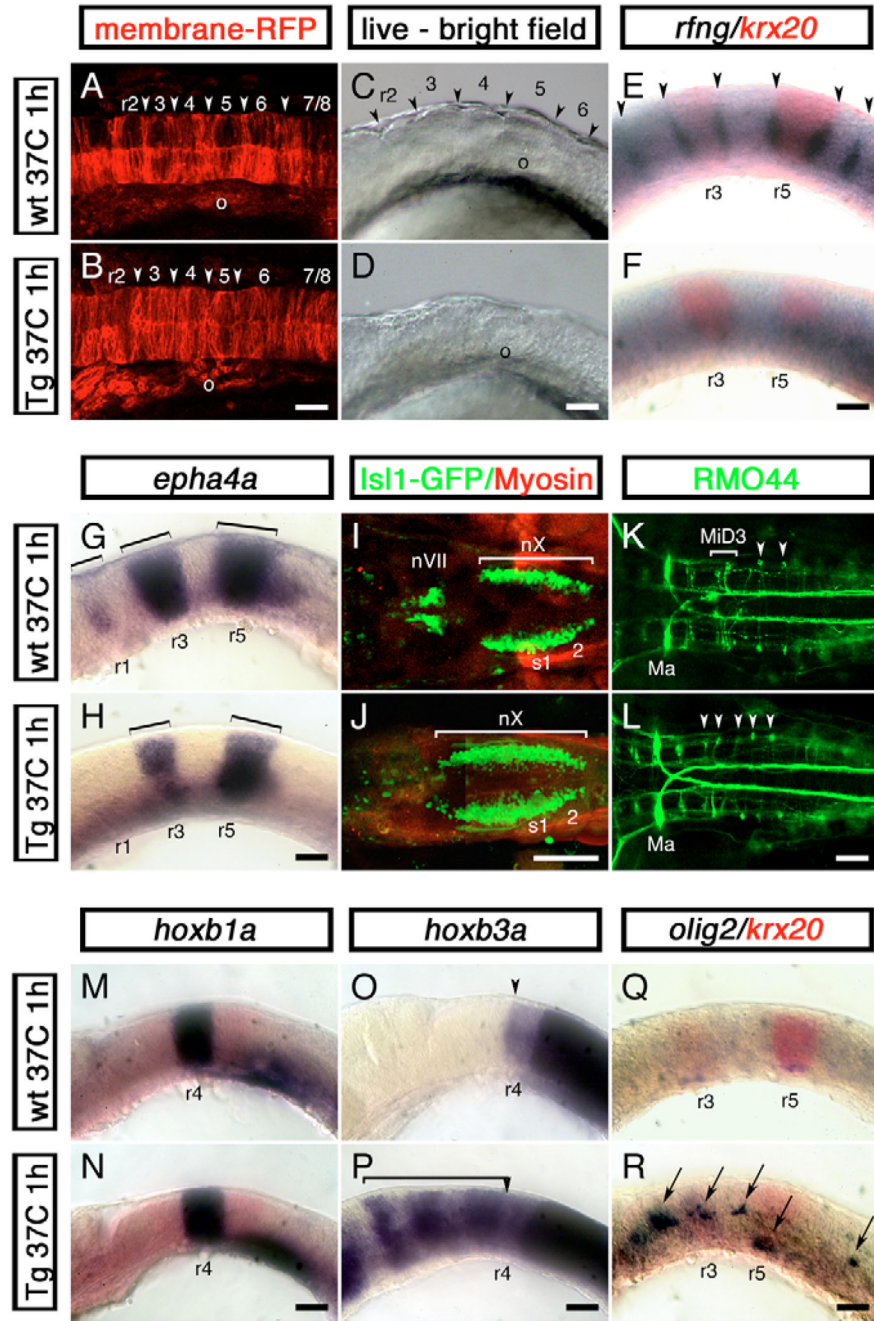 membrane-RFP live - bright field rfng/krx20
wt 37C 1h
A r2 3 4 5 6 7/8 o
C r2 3 4 5 6 o
E r3 r5
Tg 37C 1h
B r2 3 4 5 6 7/8 o
D o
F r3 r5
epha4a Isl1-GFP/Myosin RMO44
wt 37C 1h
G r1 r3 r5
I nVII nX s1 2
K MiD3 Ma
Tg 37C 1h
H r1 r3 r5
J nX s1 2
L Ma
hoxb1a hoxb3a olig2/krx20
wt 37C 1h
M r4
O r4
Q r3 r5
Tg 37C 1h
N r4
P r4
R r3 r5